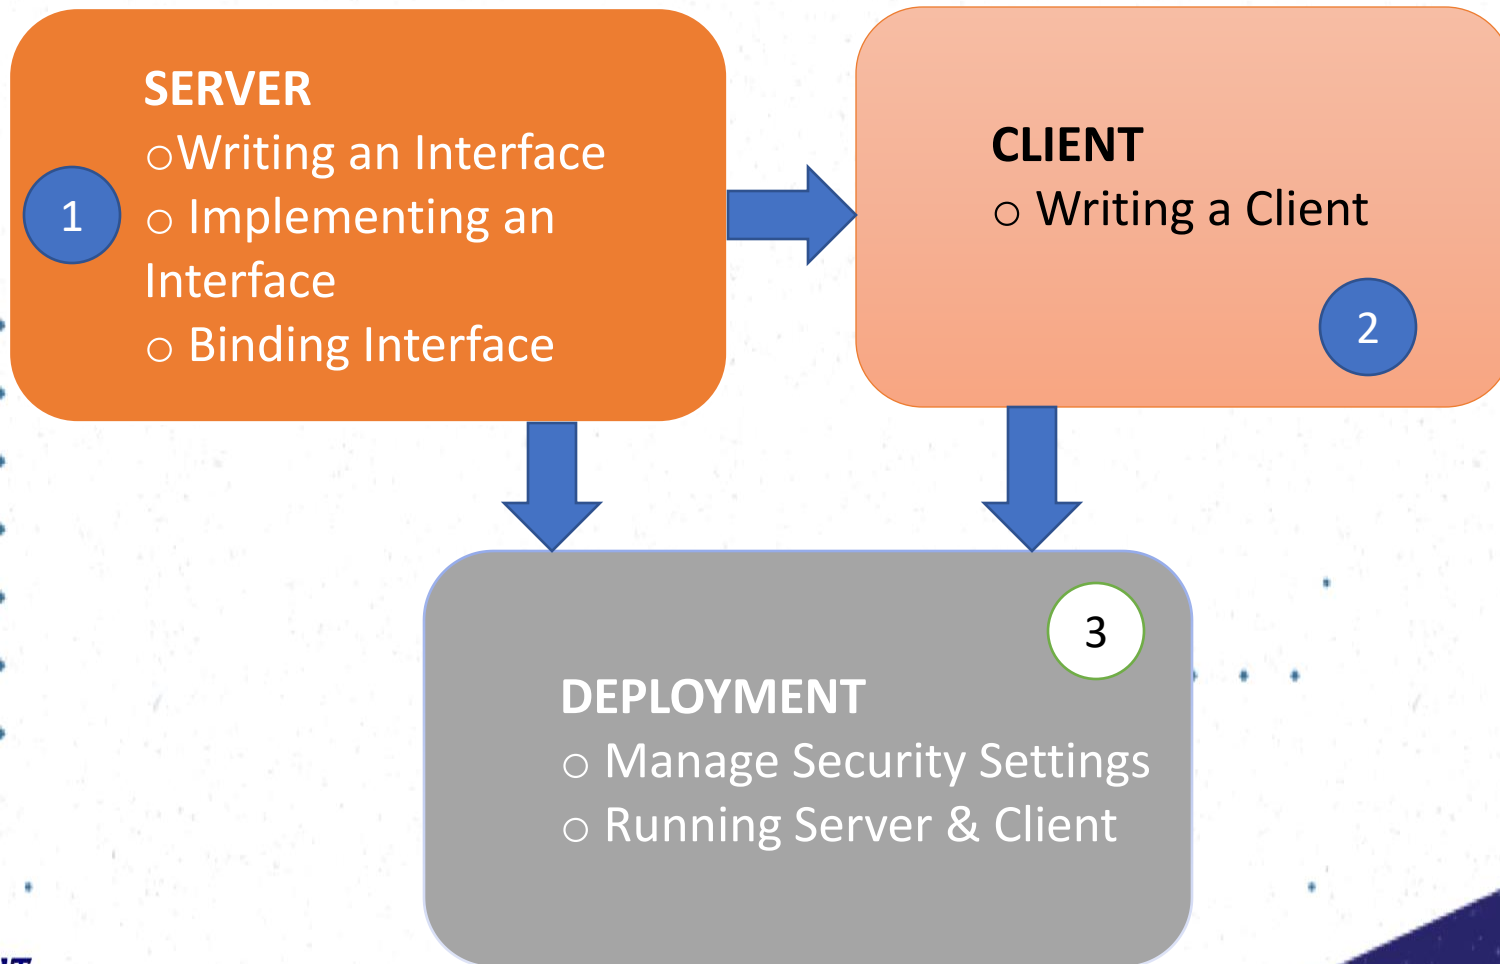 SERVER
○Writing an Interface
1
○ Implementing an
Interface
○ Binding Interface
CLIENT
○ Writing a Client
2
3
DEPLOYMENT
○ Manage Security Settings
○ Running Server & Client